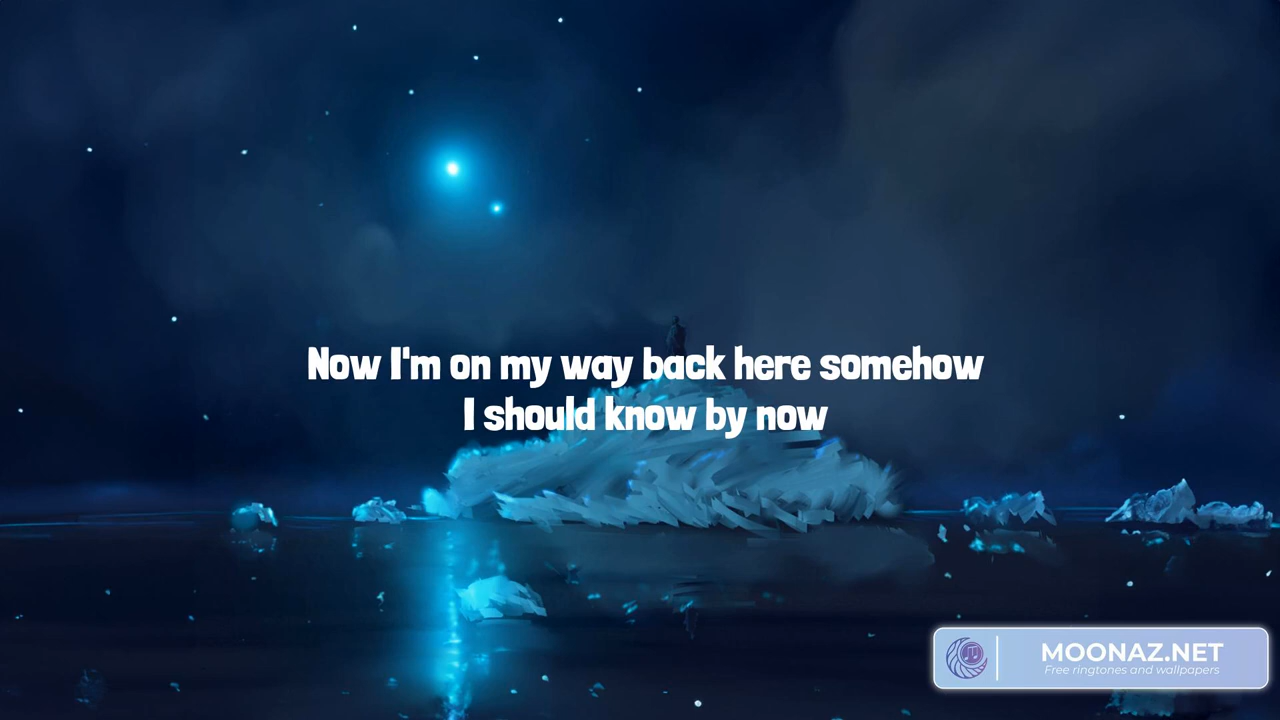 Now I'm on my way back here somehow
I should know by now
MOONAZ.NET
Free ringtones and wallpapers